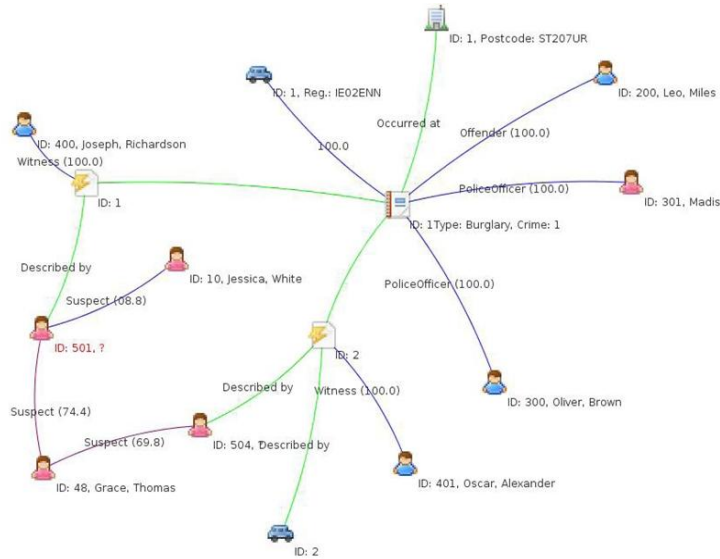 ID: 1, Postcode: ST207UR
ID: 1, Reg.: IE02ENN
ID: 200, Leo, Miles
Occurred at
Offender (100.0)
ID: 400, Joseph, Richardson
100.0
Witness (100.0)
PoliceOfficer (100.0)
ID: 1
ID: 301, Madis
ID: 1Type: Burglary, Crime: 1
Described by
ID: 10, Jessica, White
PoliceOfficer (100.0)
Suspect (08.8)
ID: 501, ?
ID: 2
Described by
Witness (100.0)
ID: 300, Oliver, Brown
Suspect (74.4)
Suspect (69.8)
ID: 504, ?
Described by
ID: 48, Grace, Thomas
ID: 401, Oscar, Alexander
ID: 2